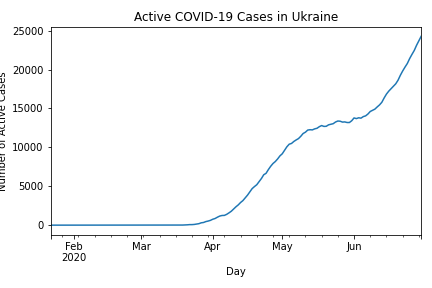 Active COVID-19 Cases in Ukraine
Number of Active Cases
25000
20000
15000
10000
5000
0
Feb Mar Apr May Jun
2020
Day